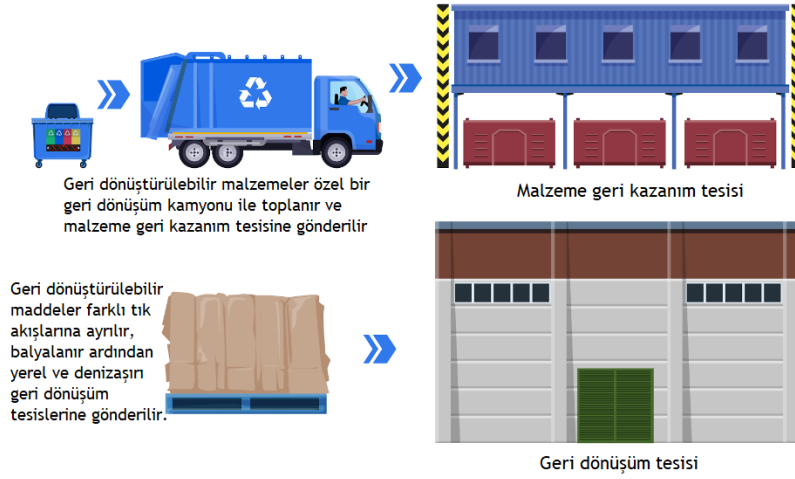 Geri dönüştürülebilir malzemeler özel bir
geri dönüşüm kamyonu ile toplanır ve
malzeme geri kazanım tesisine gönderilir
Malzeme geri kazanım tesisi
Geri dönüştürülebilir
maddeler farklı tık
akışlarına ayrılır,
balyalanır ardından
yerel ve denizaşırı
geri dönüşüm
tesislerine gönderilir.
Geri dönüşüm tesisi